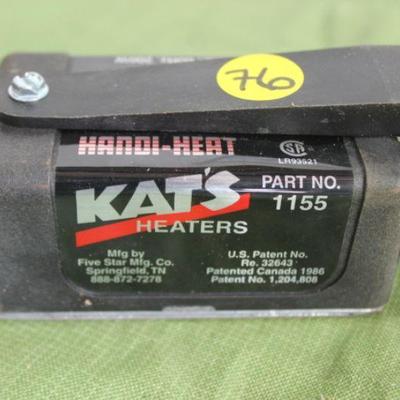 76
HANDI-HEAT
SA
LR93521
KAT'S
HEATERS
PART NO.
1155
Mfg by
Five Star Mfg. Co.
Springfield, TN
888-872-7278
U.S. Patent No.
Re. 32643
Patented Canada 1986
Patent No. 1,204,808